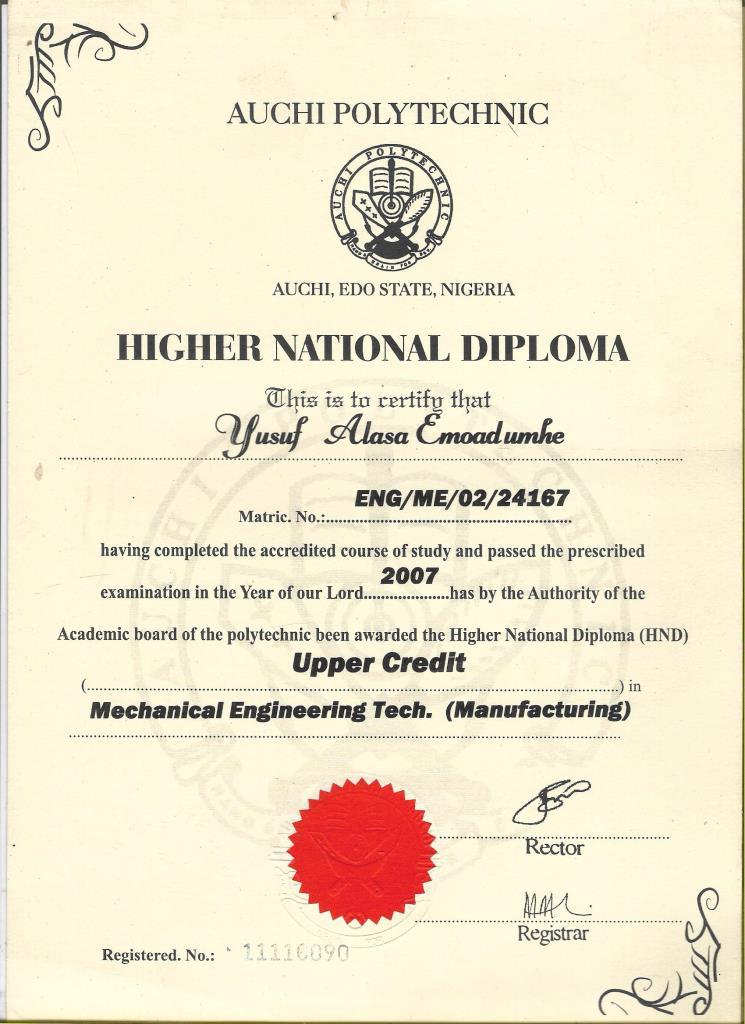 AUCHI POLYTECHNIC
AUCHI POLYTECHNIC
AUCHI, EDO STATE, NIGERIA
HIGHER NATIONAL DIPLOMA
This is to certify that
Yusuf Alasa Emoadumhe
ENG/ME/02/24167
Matric. No.:
having completed the accredited course of study and passed the prescribed
2007
examination in the Year of our Lord....................has by the Authority of the
Academic board of the polytechnic been awarded the Higher National Diploma (HND)
Upper Credit
(....................) in
Mechanical Engineering Tech. (Manufacturing)
Rector
Registrar
Registered. No.: 11116090